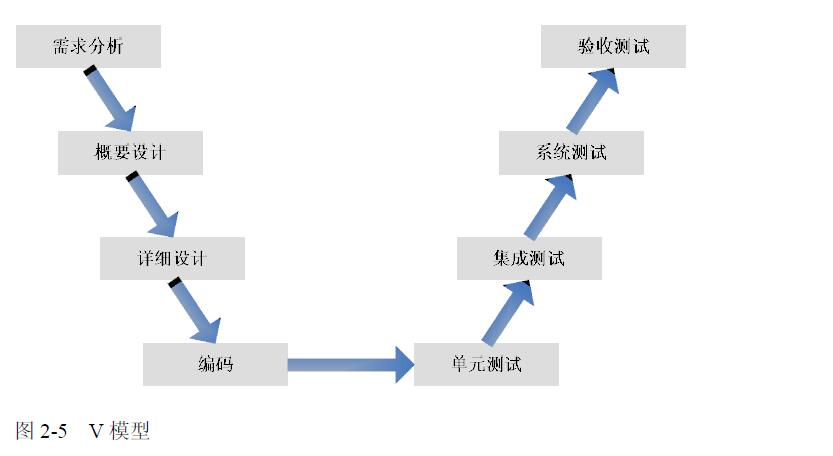 需求分析
验收测试
概要设计
系统测试
详细设计
集成测试
编码
单元测试
图 2-5 V 模型